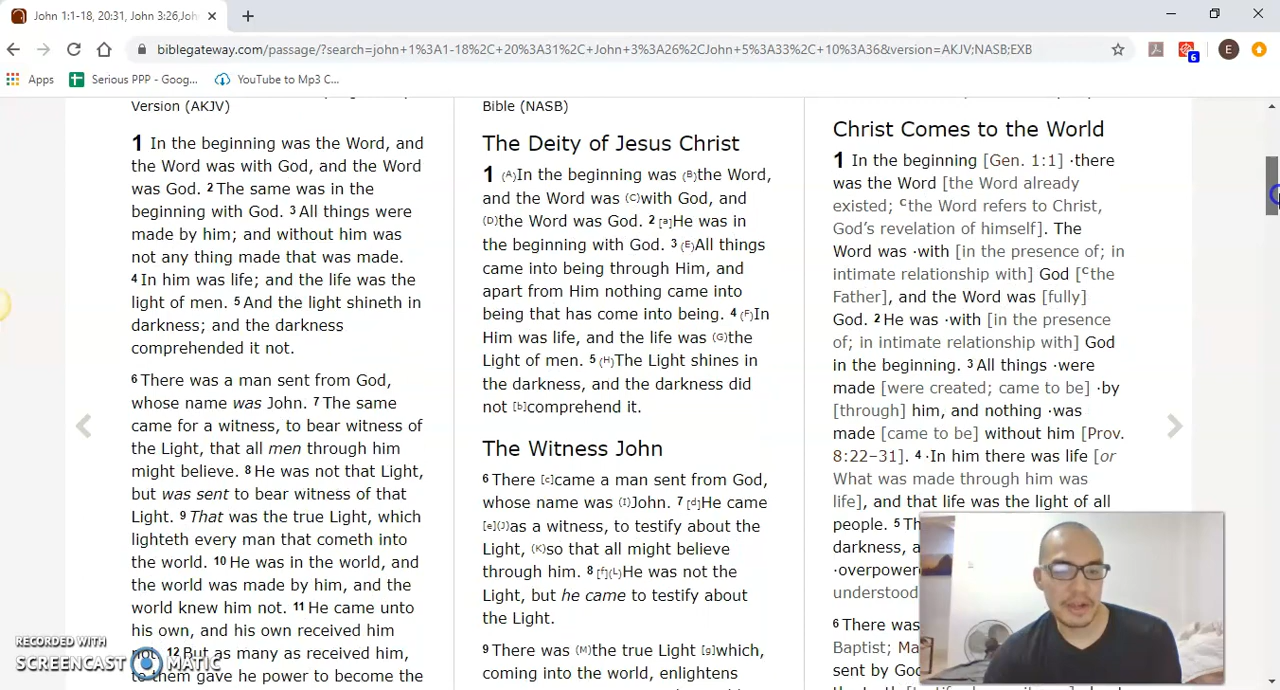 John 1:1-18, 20:31, John 3:26,Joh
biblegateway.com/passage/?search=john+1%3A1-18%2C+20%3A31%2C+John+3%3A26%2CJohn+5%3A33%2C+10%3A36&version=AKJV;NASB;EXB
E
6
Apps
Serious PPP - Goog...
YouTube to Mp3 C...
Version (AKJV)
1 In the beginning was the Word, and
the Word was with God, and the Word
was God. 2 The same was in the
beginning with God. 3 All things were
made by him; and without him was
not any thing made that was made.
4 In him was life; and the life was the
light of men. 5 And the light shineth in
darkness; and the darkness
comprehended it not.
6 There was a man sent from God,
whose name was John. 7 The same
came for a witness, to bear witness of
the Light, that all men through him
might believe. 8 He was not that Light,
but was sent to bear witness of that
Light. 9 That was the true Light, which
lighteth every man that cometh into
the world. 10 He was in the world, and
the world was made by him, and the
world knew him not. 11 He came unto
his own, and his own received him
not. 12 But as many as received him,
to them gave he power to become the
Bible (NASB)
The Deity of Jesus Christ
1 (A)In the beginning was (B)the Word,
and the Word was (C)with God, and
(D)the Word was God. 2 [a]He was in
the beginning with God. 3 (E)All things
came into being through Him, and
apart from Him nothing came into
being that has come into being. 4 (F)In
Him was life, and the life was (G)the
Light of men. 5 (H)The Light shines in
the darkness, and the darkness did
not [b]comprehend it.
The Witness John
6 There [c]came a man sent from God,
whose name was (I)John. 7 [d]He came
[e](J)as a witness, to testify about the
Light, (K)so that all might believe
through him. 8 [f](L)He was not the
Light, but he came to testify about
the Light.
9 There was (M)the true Light [g]which,
coming into the world, enlightens
Christ Comes to the World
1 In the beginning [Gen. 1:1] ·there
was the Word [the Word already
existed; cthe Word refers to Christ,
God's revelation of himself]. The
Word was ·with [in the presence of; in
intimate relationship with] God [cthe
Father], and the Word was [fully]
God. 2 He was ·with [in the presence
of; in intimate relationship with] God
in the beginning. 3 All things ·were
made [were created; came to be] ·by
[through] him, and nothing ·was
made [came to be] without him [Prov.
8:22–31]. 4 ·In him there was life [or
What was made through him was
life], and that life was the light of all
people. 5
darkness,
·overpowere
understood
6 There was
Baptist;
sent by God
RECORDED WITH
SCREENCAST MATIC